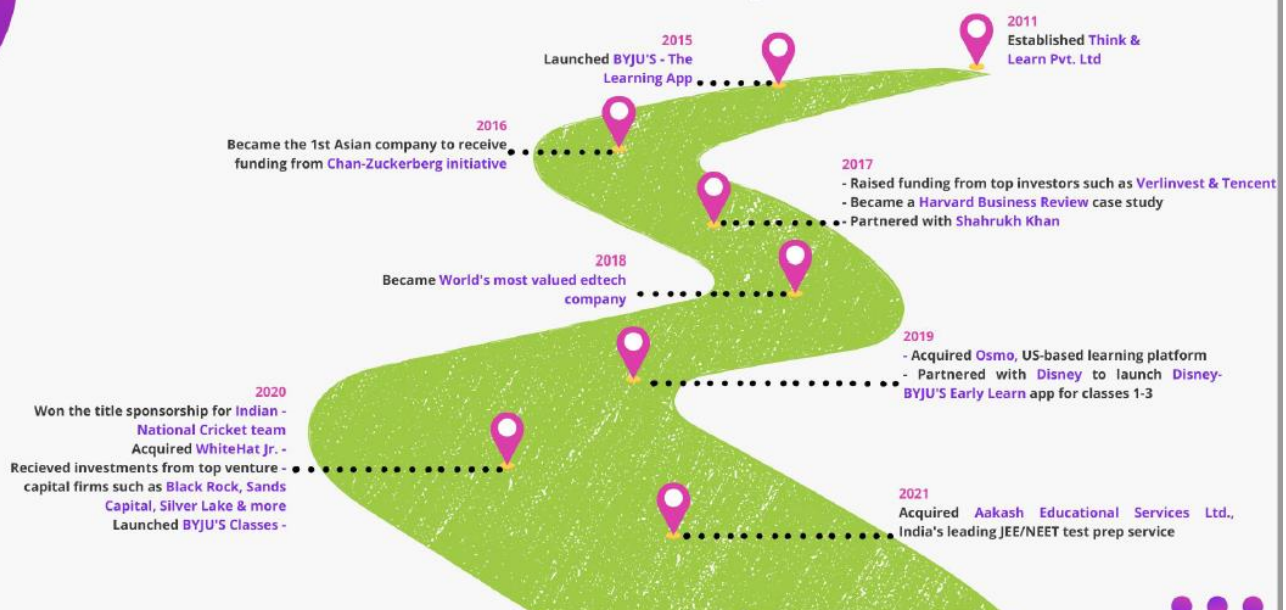 2011
Established Think &
Learn Pvt. Ltd
2015
Launched BYJU'S - The
Learning App
2016
Became the 1st Asian company to receive
funding from Chan-Zuckerberg initiative
2017
- Raised funding from top investors such as Verlinvest & Tencent
- Became a Harvard Business Review case study
- Partnered with Shahrukh Khan
2018
Became World's most valued edtech
company
2019
- Acquired Osmo, US-based learning platform
- Partnered with Disney to launch Disney-
BYJU'S Early Learn app for classes 1-3
2020
Won the title sponsorship for Indian -
National Cricket team
Acquired WhiteHat Jr. -
Recieved investments from top venture -
capital firms such as Black Rock, Sands
Capital, Silver Lake & more
Launched BYJU'S Classes -
2021
Acquired Aakash Educational Services Ltd.,
India's leading JEE/NEET test prep service